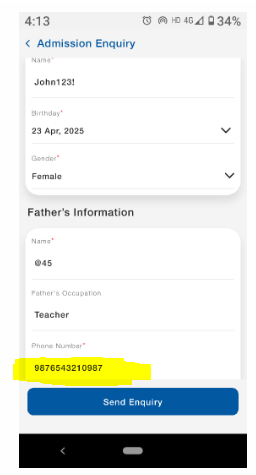 4:13 HD 4G 34%
< Admission Enquiry
Name*
John123!
Birthday*
23 Apr, 2025
Gender*
Female
Father's Information
Name*
@45
Father's Occupation
Teacher
Phone Number*
9876543210987
Send Enquiry